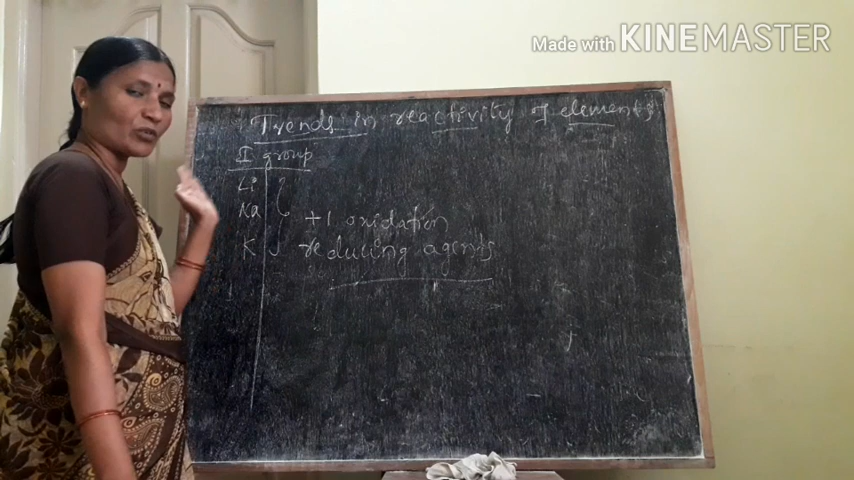 Made with KINEMASTER
Trends in reactivity of elements
I group
Li
Na
+1 oxidation
K
reducing agents